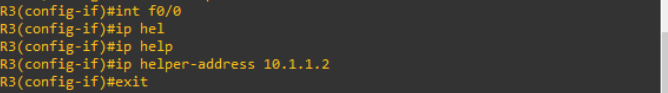 R3(config-if)#int f0/0
R3(config-if)#ip hel
R3(config-if)#ip help
R3(config-if)#ip helper-address 10.1.1.2
R3(config-if)#exit